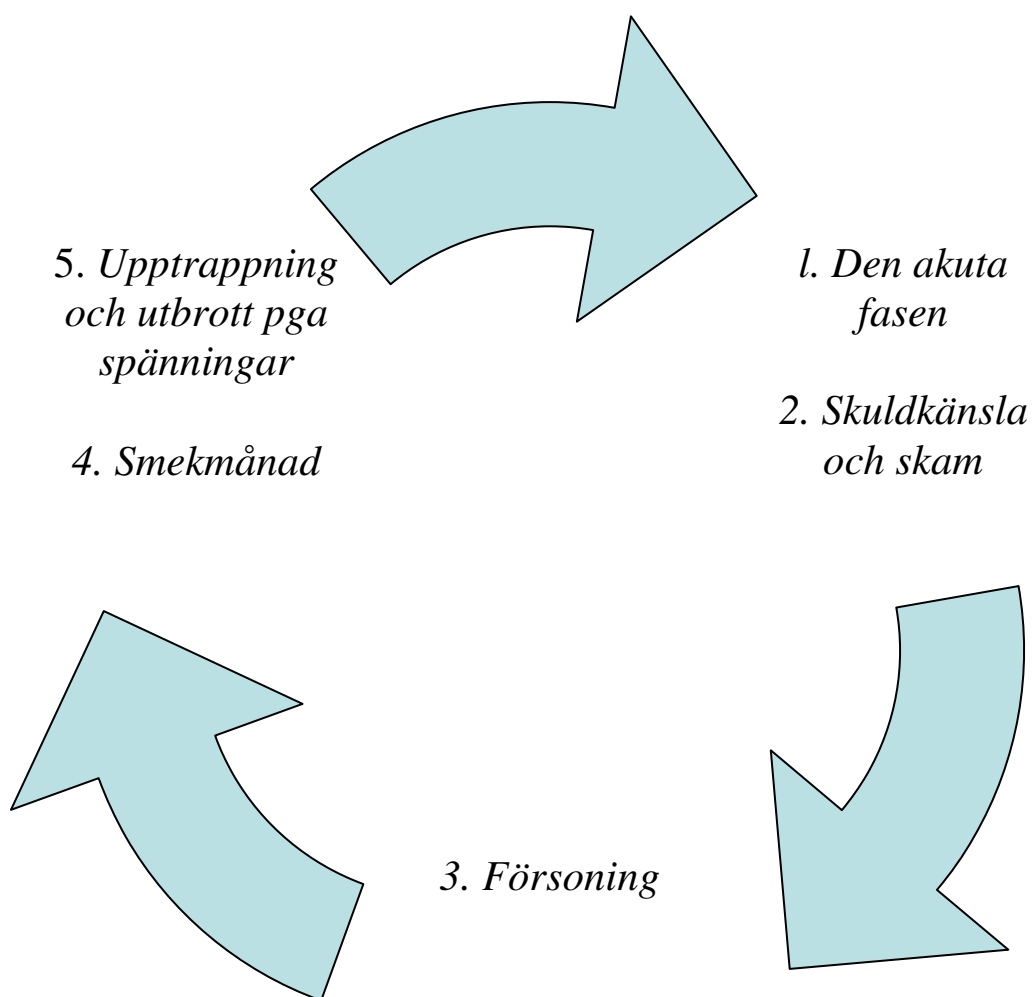 l. Den akuta
fasen
2. Skuldkänsla
och skam
3. Försoning
4. Smekmånad
5. Upptrappning
och utbrott pga
spänningar